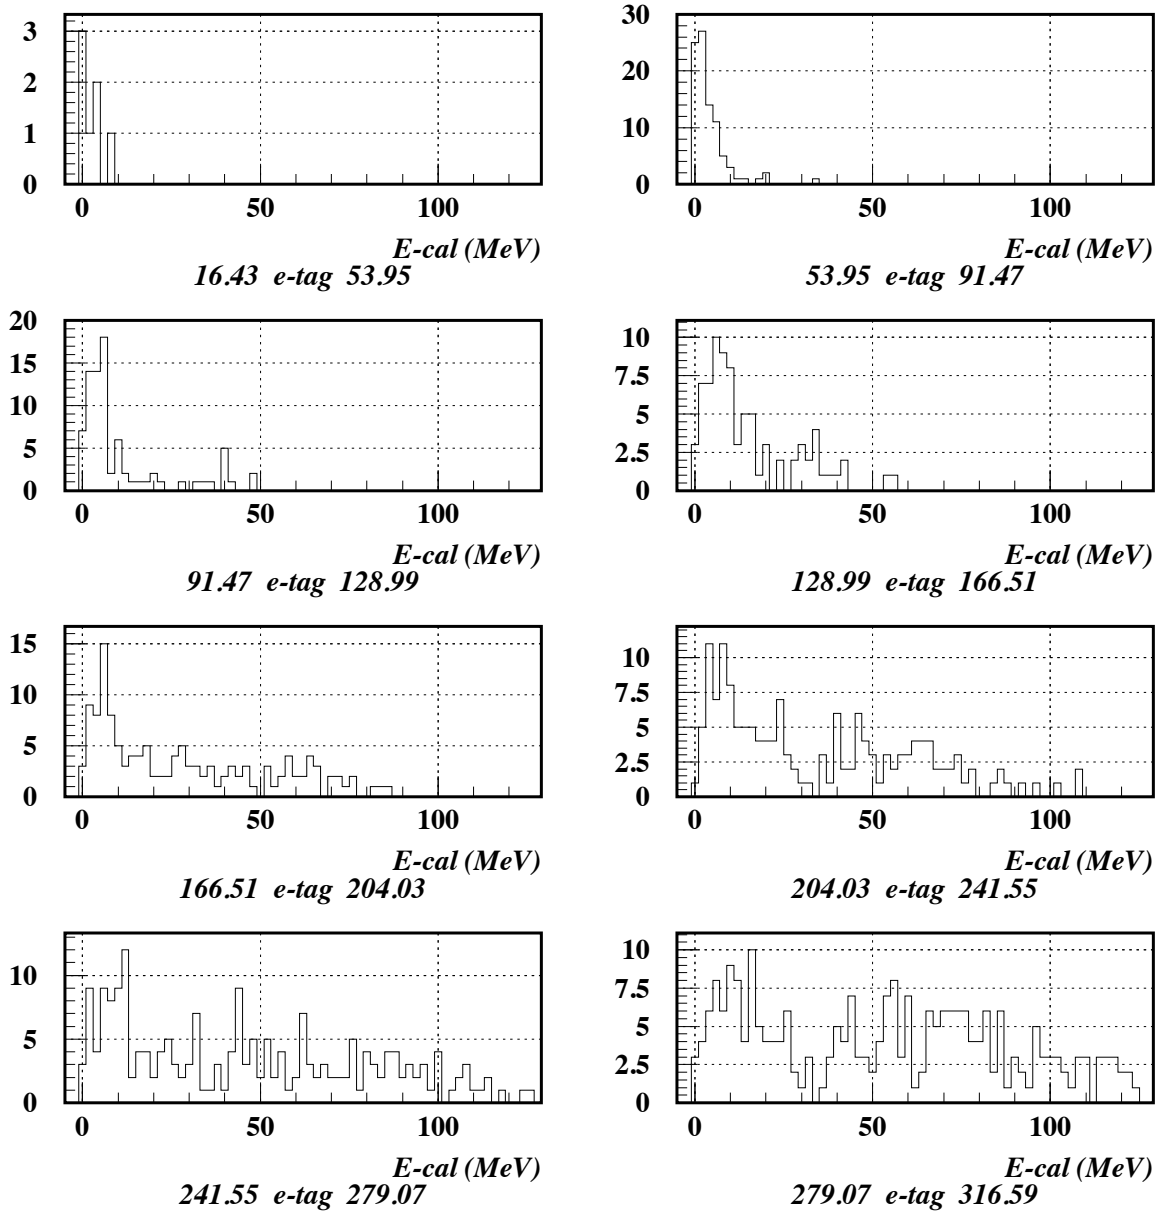 3
2
1
0
0 50 100
E-cal (MeV)
16.43 e-tag 53.95
30
20
10
0
0 50 100
E-cal (MeV)
53.95 e-tag 91.47
20
15
10
5
0
0 50 100
E-cal (MeV)
91.47 e-tag 128.99
10
7.5
5
2.5
0
0 50 100
E-cal (MeV)
128.99 e-tag 166.51
15
10
5
0
0 50 100
E-cal (MeV)
166.51 e-tag 204.03
10
7.5
5
2.5
0
0 50 100
E-cal (MeV)
204.03 e-tag 241.55
10
5
0
0 50 100
E-cal (MeV)
241.55 e-tag 279.07
10
7.5
5
2.5
0
0 50 100
E-cal (MeV)
279.07 e-tag 316.59